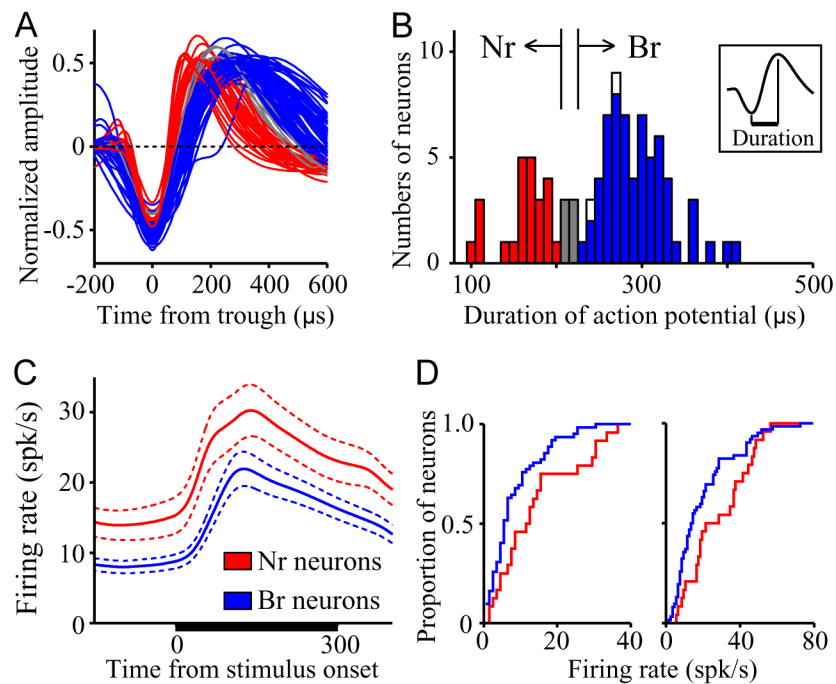 A
Normalized amplitude
0.5
0
-0.5
-200 0 200 400 600
Time from trough (µs)
B
Numbers of neurons
10
5
0
Nr Br
Duration
100 300 500
Duration of action potential (µs)
C
Firing rate (spk/s)
30
20
10
0
Nr neurons
Br neurons
0 300
Time from stimulus onset
D
Proportion of neurons
1.0
0.5
0
0 20 40 0 40 80
Firing rate (spk/s)